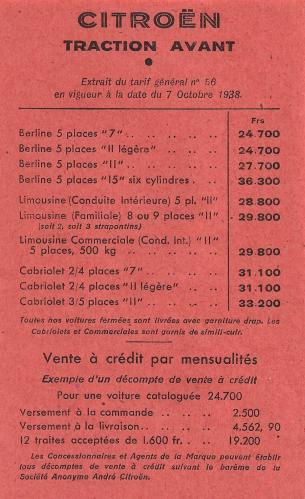 CITROËN
TRACTION AVANT
Extrait du tarif général n° 56
en vigueur à la date du 7 Octobre 1938.
Frs
Berline 5 places "7" .. .. .. .. 24.700
Berline 5 places "II légère" .. .. .. 24.700
Berline 5 places "II" .. .. .. .. 27.700
Berline 5 places "15" six cylindres .. .. 36.300
Limousine (Conduite Intérieure) 5 pl. "II" 28.800
Limousine (Familiale) 8 ou 9 places "II" 29.800
(soit 2, soit 3 strapontins)
Limousine Commerciale (Cond. Int.) "II"
5 places, 500 kg .. .. .. .. 29.800
Cabriolet 2/4 places "7" .. .. .. 31.100
Cabriolet 2/4 places "II légère" .. .. 31.100
Cabriolet 3/5 places "II" .. .. .. 33.200
Toutes nos voitures fermées sont livrées avec garniture drap. Les
Cabriolets et Commerciales sont garnis de simili-cuir.
Vente à crédit par mensualités
Exemple d'un décompte de vente à crédit
Pour une voiture cataloguée 24.700
Versement à la commande .. .. 2.500
Versement à la livraison .. .. .. 4.562, 90
12 traites acceptées de 1.600 fr. .. 19.200
Les Concessionnaires et Agents de la Marque peuvent établir
tous décomptes de vente à crédit suivant le barème de la
Société Anonyme André Citroën.